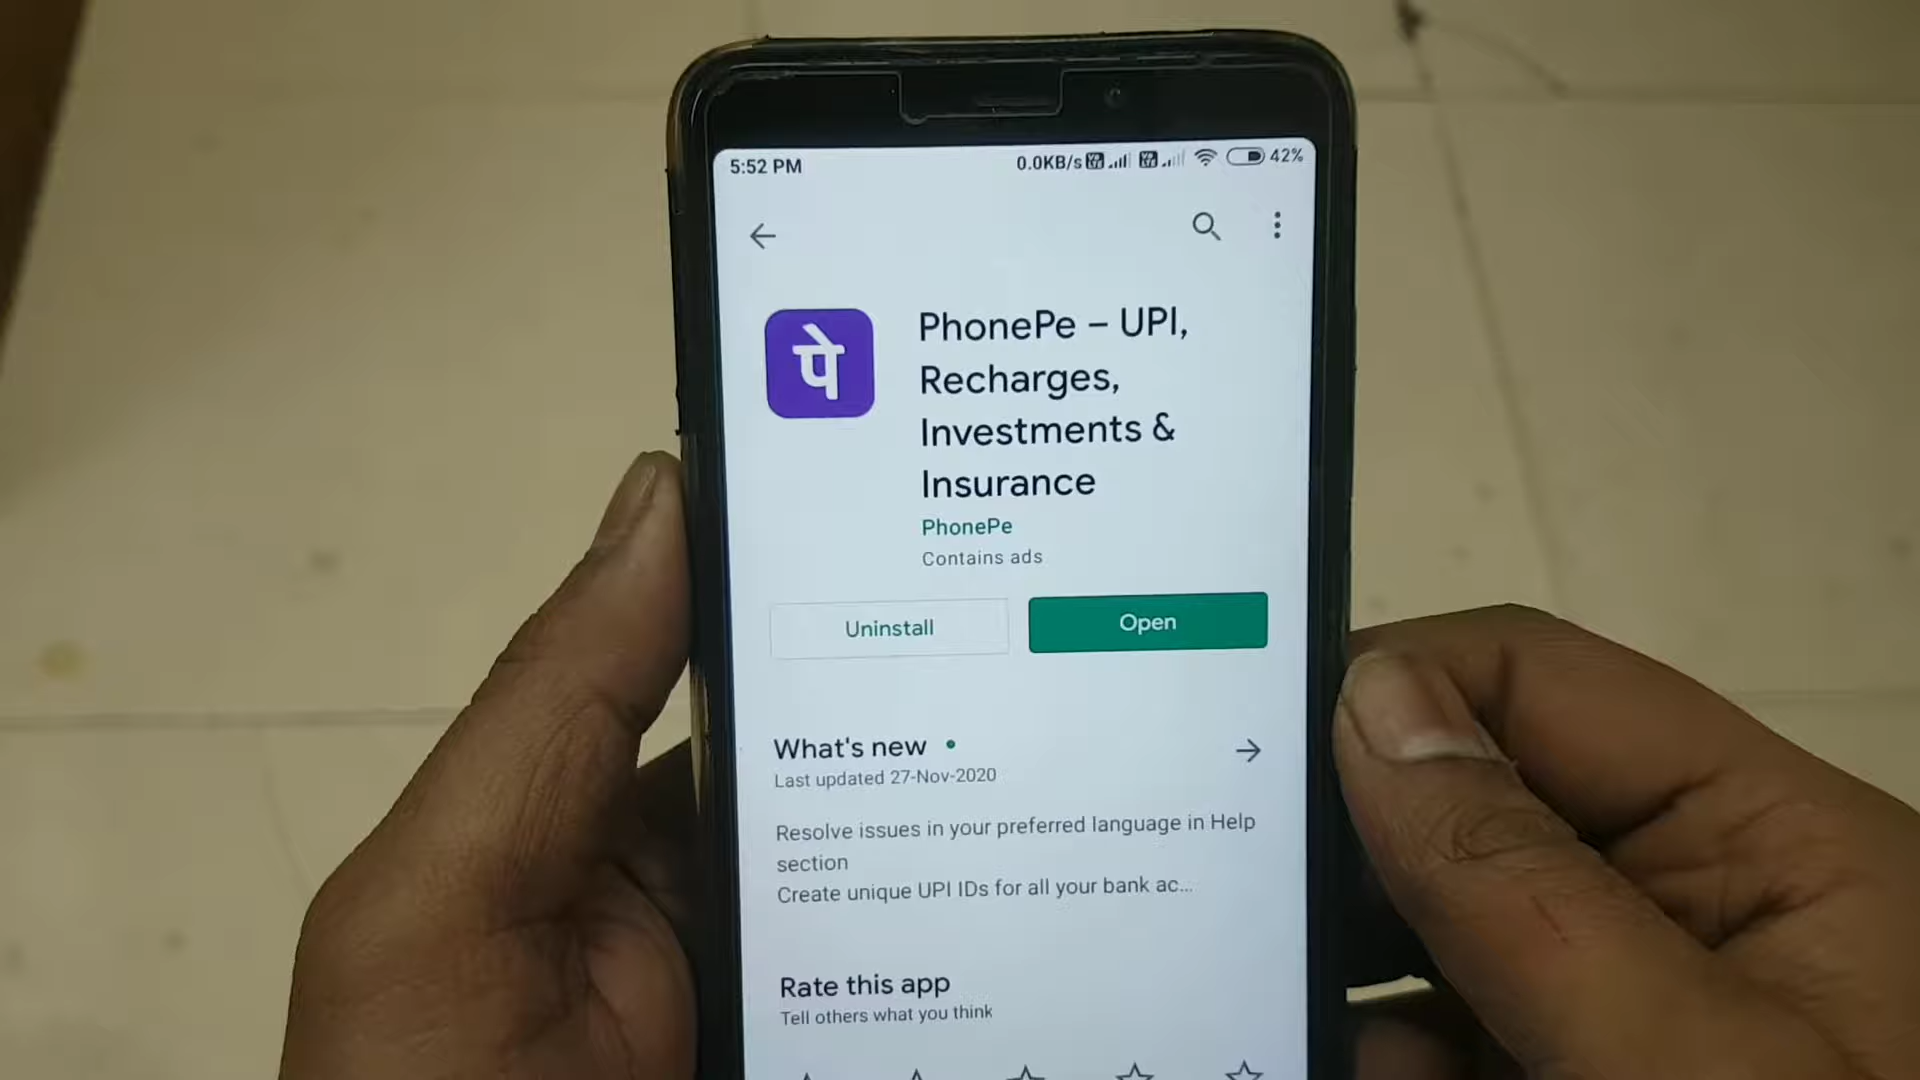 5:52 PM
0.0KB/s 42%
पे
PhonePe – UPI,
Recharges,
Investments &
Insurance
PhonePe
Contains ads
Uninstall
Open
What's new
Last updated 27-Nov-2020
Resolve issues in your preferred language in Help
section
Create unique UPI IDs for all your bank ac...
Rate this app
Tell others what you think